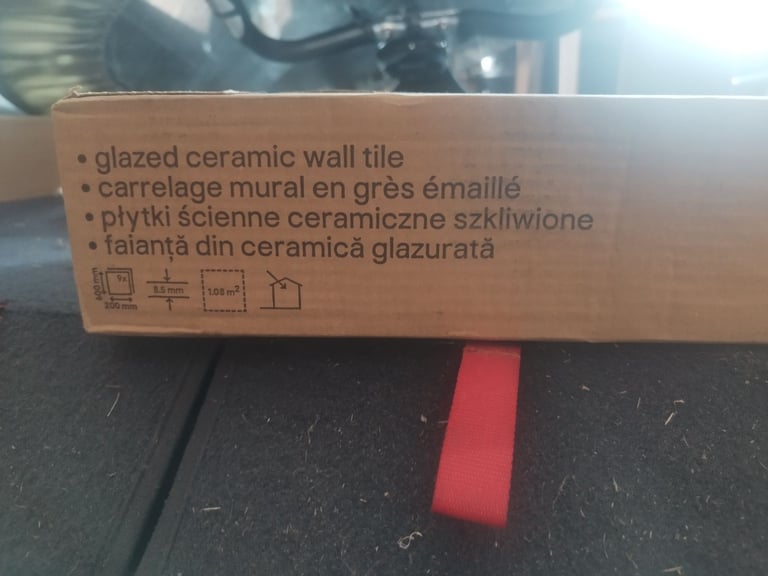 • glazed ceramic wall tile
• carrelage mural en grès émaillé
• płytki ścienne ceramiczne szkliwione
• faianță din ceramică glazurată
600 mm 9x 8.5 mm 1.08 m²
200 mm